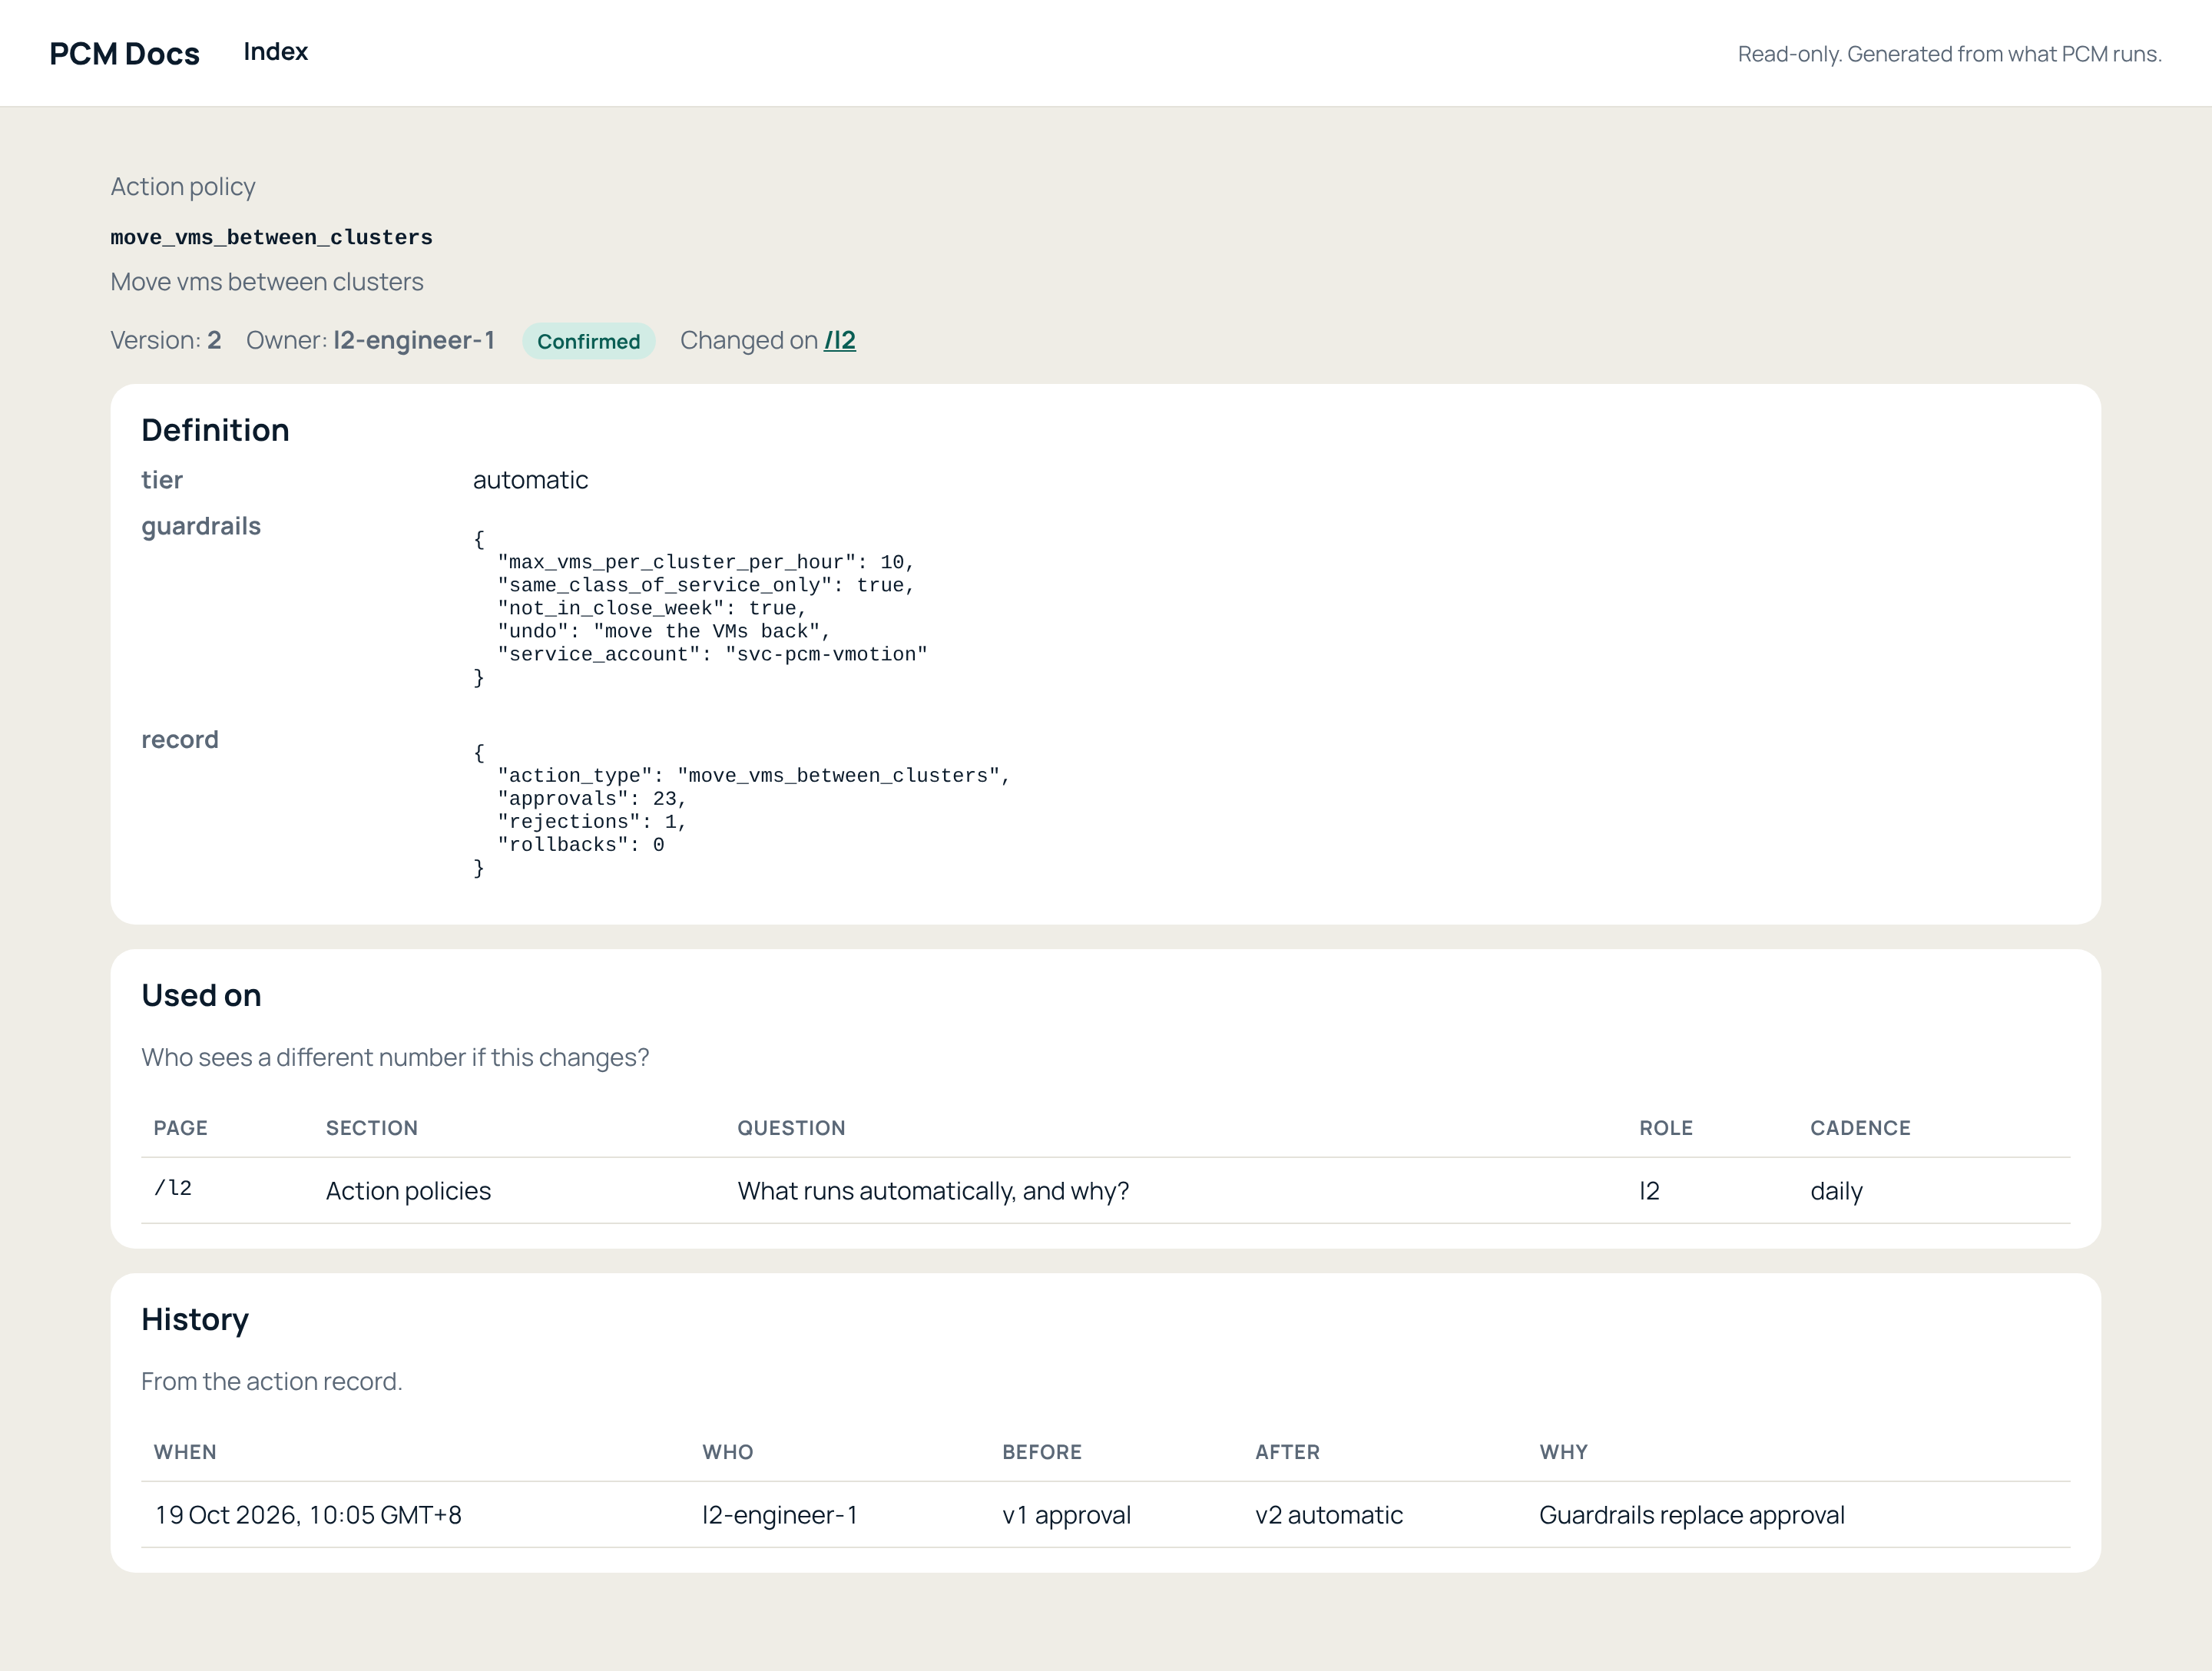 PCM Docs Index Read-only. Generated from what PCM runs.
Action policy
move_vms_between_clusters
Move vms between clusters
Version: 2 Owner: l2-engineer-1 Confirmed Changed on /l2
Definition
tier automatic
guardrails
{
"max_vms_per_cluster_per_hour": 10,
"same_class_of_service_only": true,
"not_in_close_week": true,
"undo": "move the VMs back",
"service_account": "svc-pcm-vmotion"
}
record
{
"action_type": "move_vms_between_clusters",
"approvals": 23,
"rejections": 1,
"rollbacks": 0
}
Used on
Who sees a different number if this changes?
PAGE SECTION QUESTION ROLE CADENCE
/l2 Action policies What runs automatically, and why? l2 daily
History
From the action record.
WHEN WHO BEFORE AFTER WHY
19 Oct 2026, 10:05 GMT+8 l2-engineer-1 v1 approval v2 automatic Guardrails replace approval